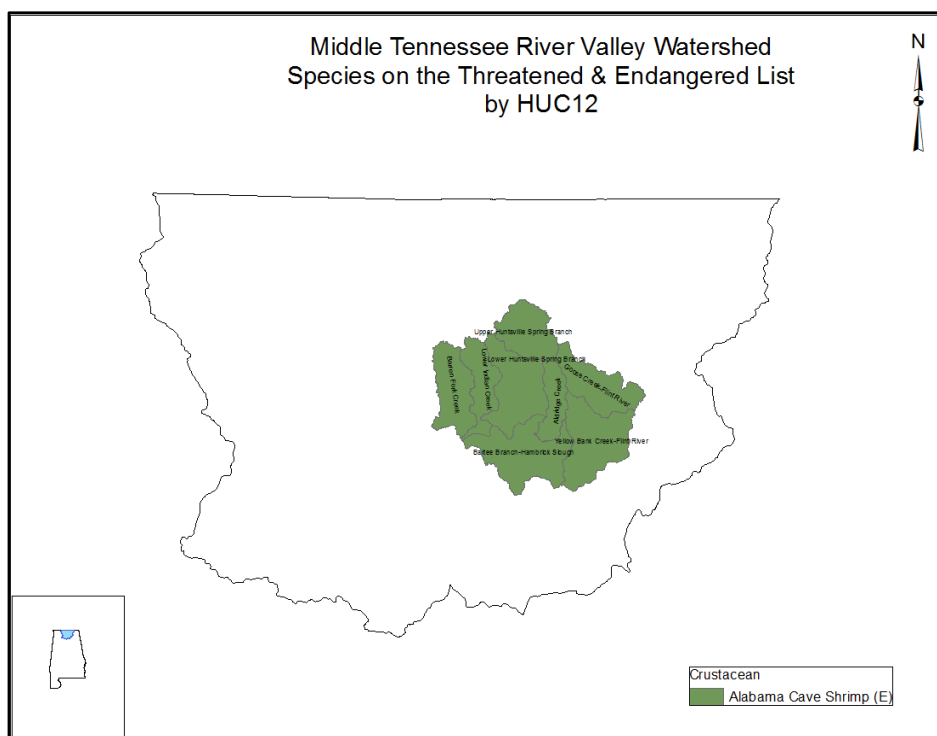 Middle Tennessee River Valley Watershed
Species on the Threatened & Endangered List
by HUC12
N
Upper Huntsville Spring Branch
Lower Huntsville Spring Branch
Barren Fork Creek
Lower Indian Creek
Aldridge Creek
Goose Creek-Flint River
Yellow Bank Creek-Flint River
Bartee Branch-Hambrick Slough
Crustacean
Alabama Cave Shrimp (E)